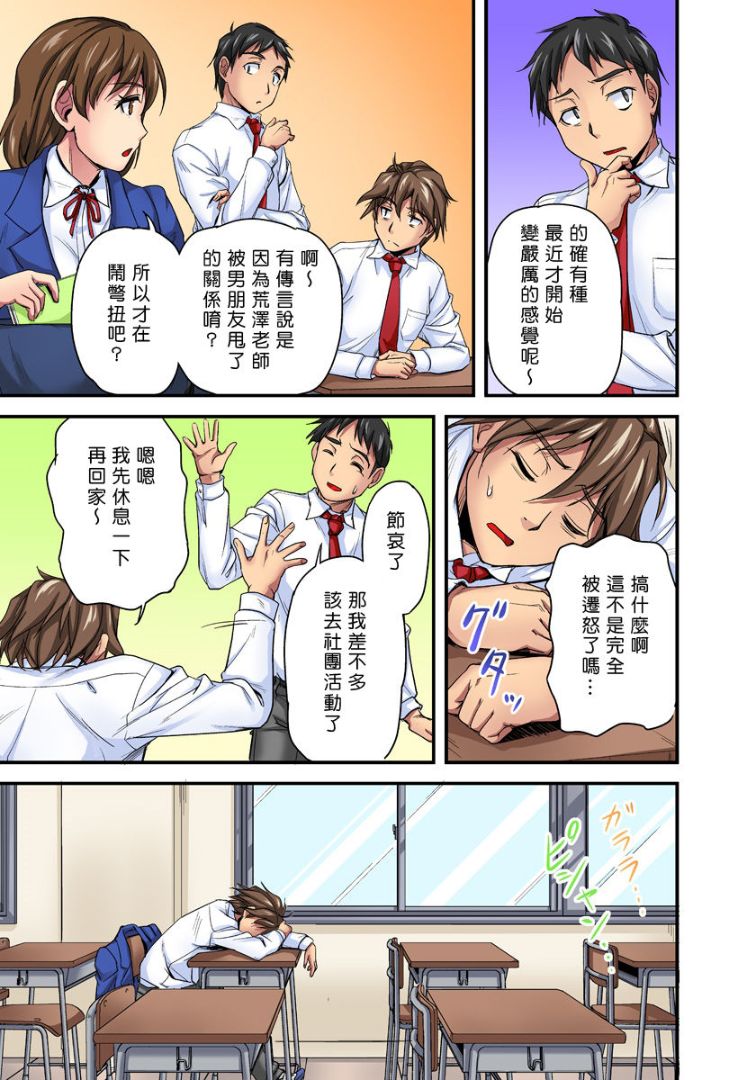 的確有種
最近才開始
變嚴厲的感覺呢～
啊～
有傳言說是
因為荒澤老師
被男朋友甩了
的關係唷？
所以才在
鬧彆扭吧？
搞什麼啊
這不是完全
被遷怒了嗎…
グタッ
節哀了
那我差不多
該去社團活動了
嗯嗯
我先休息一下
再回家～
ガララ…
ピシャン…